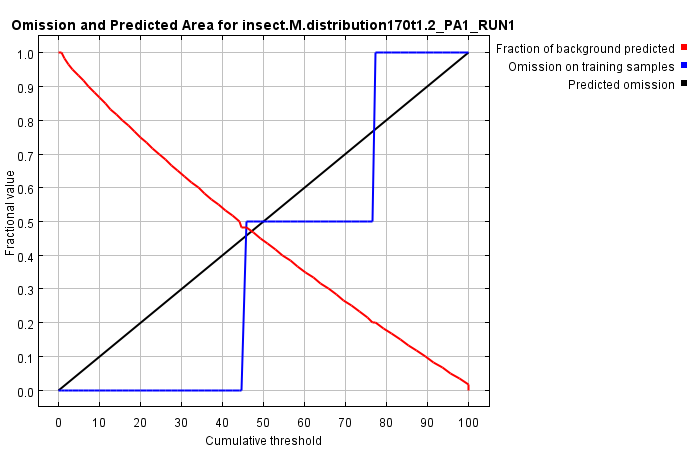 Omission and Predicted Area for insect.M.distribution170t1.2_PA1_RUN1
Fraction of background predicted
Omission on training samples
Predicted omission
Fractional value
1.0
0.9
0.8
0.7
0.6
0.5
0.4
0.3
0.2
0.1
0.0
0 10 20 30 40 50 60 70 80 90 100
Cumulative threshold